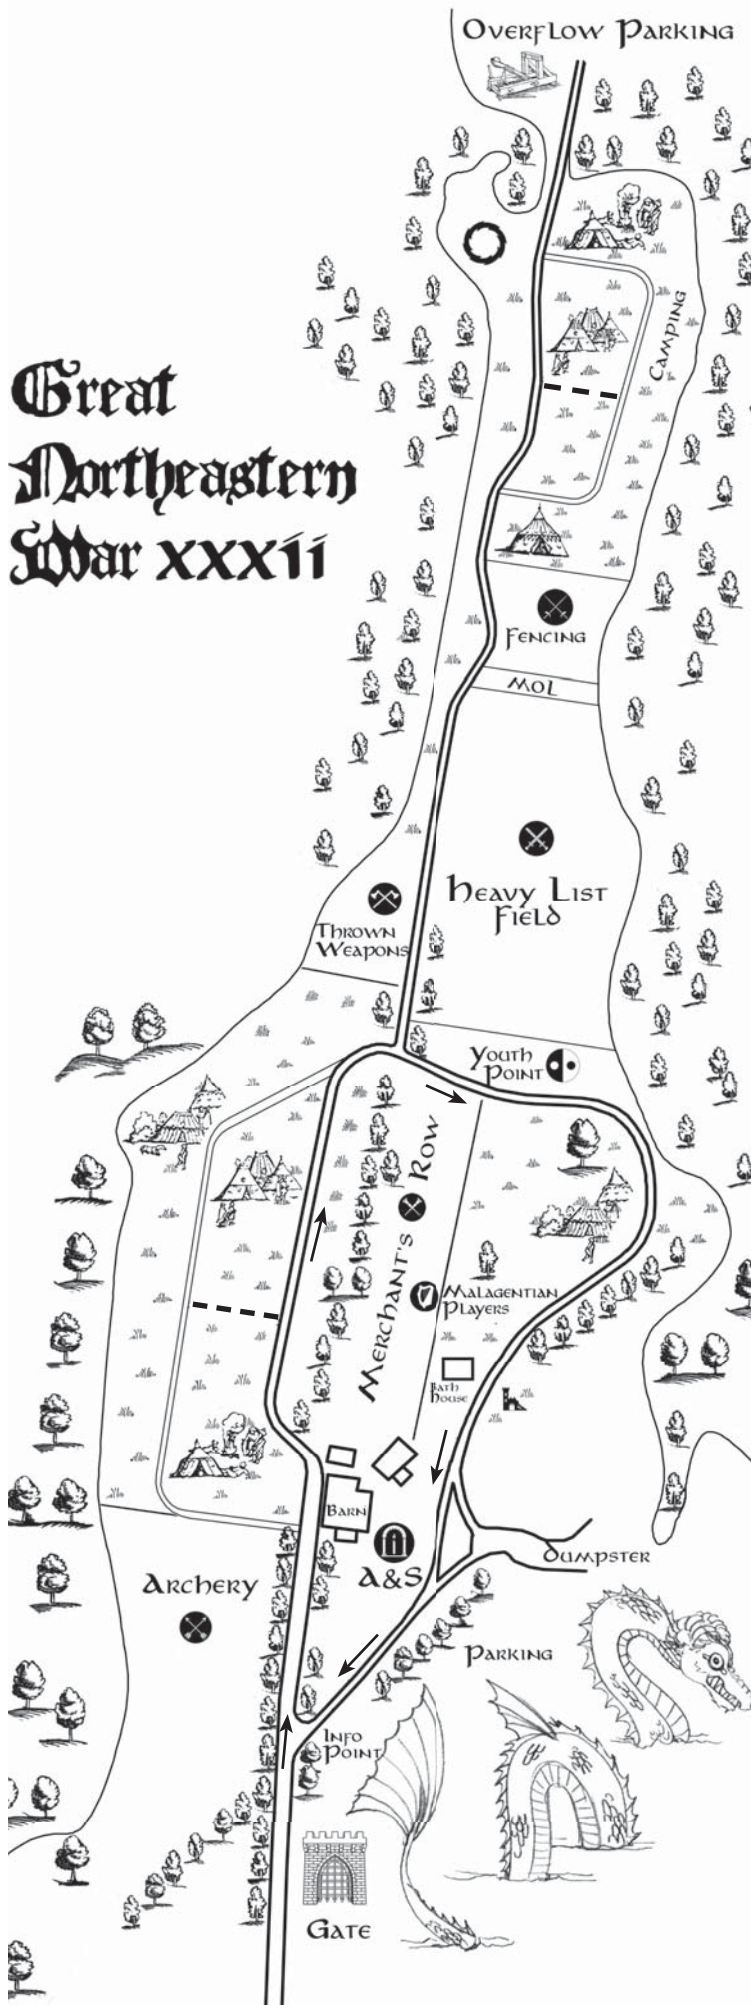 Overflow Parking
Camping
Great
Northeastern
War xxxii
Fencing
MOL
Heavy List
Field
Thrown
Weapons
Youth
Point
Merchant's Row
Malagentian
Players
Bath
House
Barn
A&S
Dumpster
Archery
Parking
Info
Point
Gate